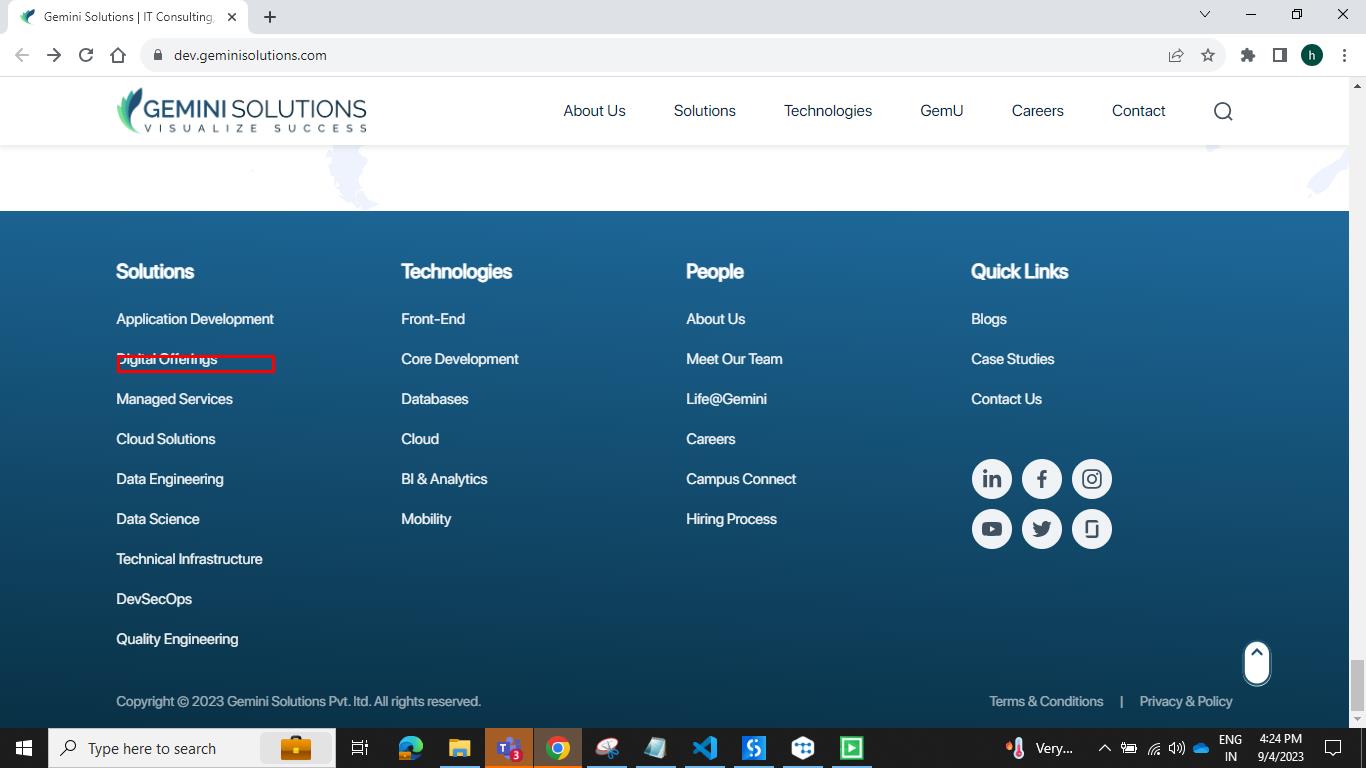 Gemini Solutions | IT Consulting,
dev.geminisolutions.com
h
GEMINI SOLUTIONS
VISUALIZE SUCCESS
About Us
Solutions
Technologies
GemU
Careers
Contact
Solutions
Application Development
Digital Offerings
Managed Services
Cloud Solutions
Data Engineering
Data Science
Technical Infrastructure
DevSecOps
Quality Engineering
Technologies
Front-End
Core Development
Databases
Cloud
BI & Analytics
Mobility
People
About Us
Meet Our Team
Life@Gemini
Careers
Campus Connect
Hiring Process
Quick Links
Blogs
Case Studies
Contact Us
in
f
Copyright © 2023 Gemini Solutions Pvt. ltd. All rights reserved.
Terms & Conditions | Privacy & Policy
Type here to search
3
Very...
ENG
IN
4:24 PM
9/4/2023